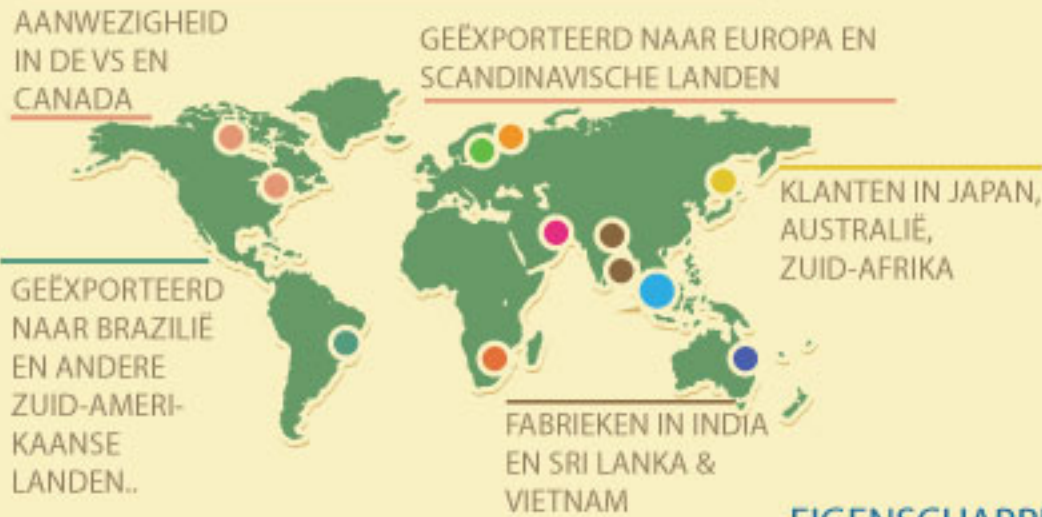 AANWEZIGHEID
IN DE VS EN
CANADA
GEËXPORTEERD NAAR EUROPA EN
SCANDINAVISCHE LANDEN
KLANTEN IN JAPAN,
AUSTRALIË,
ZUID-AFRIKA
GEËXPORTEERD
NAAR BRAZILIË
EN ANDERE
ZUID-AMERI-
KAANSE
LANDEN..
FABRIEKEN IN INDIA
EN SRI LANKA &
VIETNAM